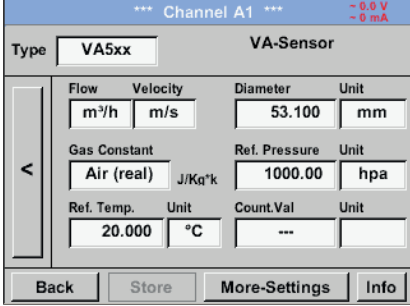 *** Channel A1 *** ~ 0.0 V
~ 0 mA
Type VA5xx VA-Sensor
Flow Velocity Diameter Unit
m³/h m/s 53.100 mm
Gas Constant Ref. Pressure Unit
< Air (real) J/Kg*k 1000.00 hpa
Ref. Temp. Unit Count.Val Unit
20.000 °C ---
Back Store More-Settings Info